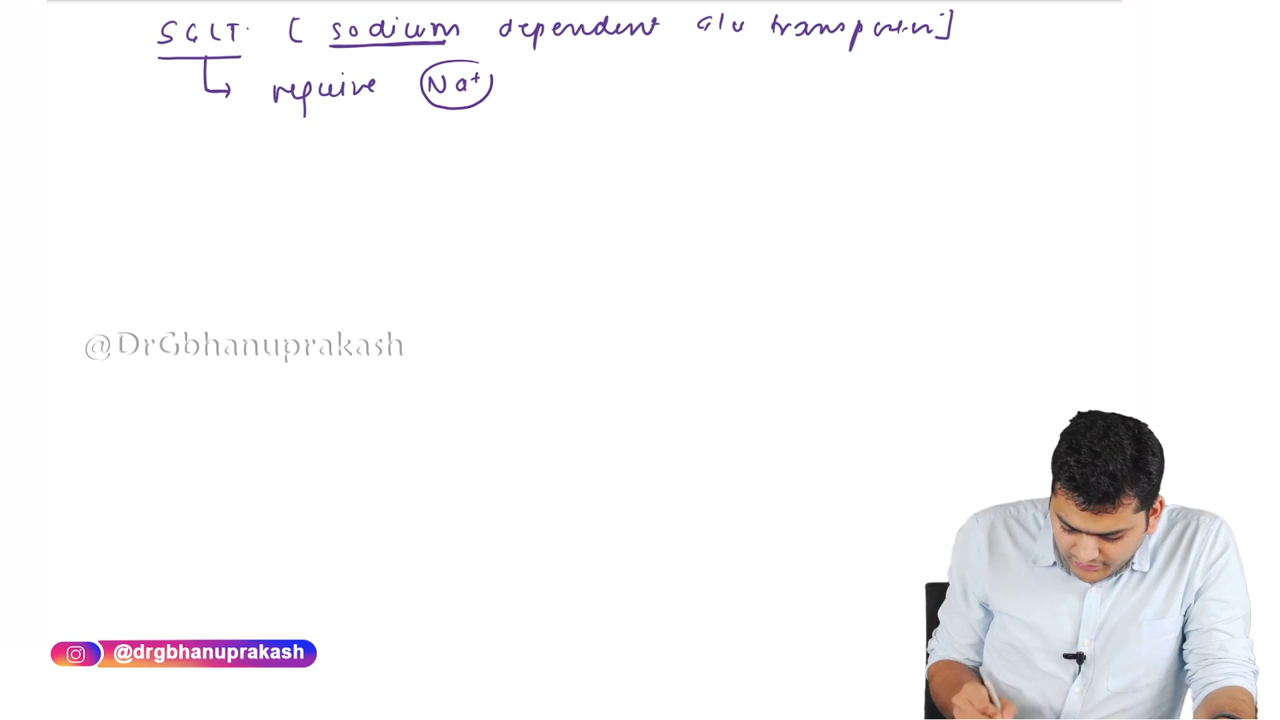 SGLT. [ sodium dependent Glu transporter]
↳ require Na⁺
@DrGbhanuprakash
@drgbhanuprakash